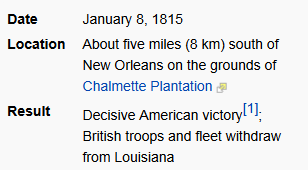 Date January 8, 1815
Location About five miles (8 km) south of
New Orleans on the grounds of
Chalmette Plantation
Result Decisive American victory[1];
British troops and fleet withdraw
from Louisiana